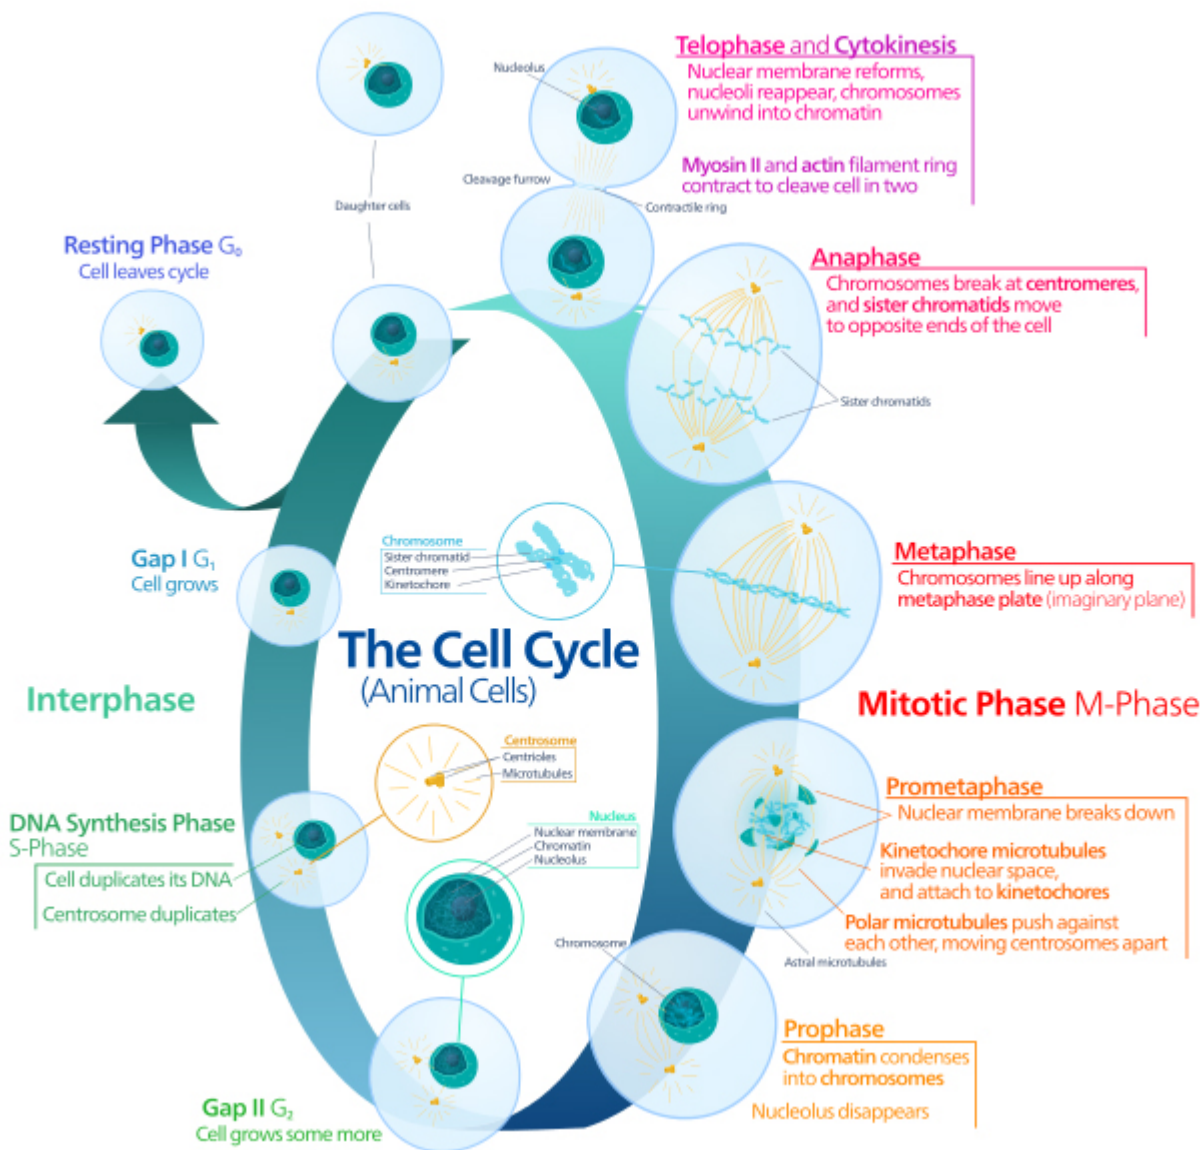 Telophase and Cytokinesis
Nuclear membrane reforms,
nucleoli reappear, chromosomes
unwind into chromatin
Myosin II and actin filament ring
contract to cleave cell in two
Nucleolus
Cleavage furrow
Contractile ring
Daughter cells
Resting Phase G₀
Cell leaves cycle
Anaphase
Chromosomes break at centromeres,
and sister chromatids move
to opposite ends of the cell
Sister chromatids
Gap I G₁
Cell grows
Chromosome
Sister chromatid
Centromere
Kinetochore
Metaphase
Chromosomes line up along
metaphase plate (imaginary plane)
The Cell Cycle
(Animal Cells)
Interphase
Mitotic Phase M-Phase
Centrosome
Centrioles
Microtubules
Prometaphase
Nuclear membrane breaks down
Kinetochore microtubules
invade nuclear space,
and attach to kinetochores
Polar microtubules push against
each other, moving centrosomes apart
Astral microtubules
DNA Synthesis Phase
S-Phase
Cell duplicates its DNA
Centrosome duplicates
Nucleus
Nuclear membrane
Chromatin
Nucleolus
Chromosome
Prophase
Chromatin condenses
into chromosomes
Nucleolus disappears
Gap II G₂
Cell grows some more